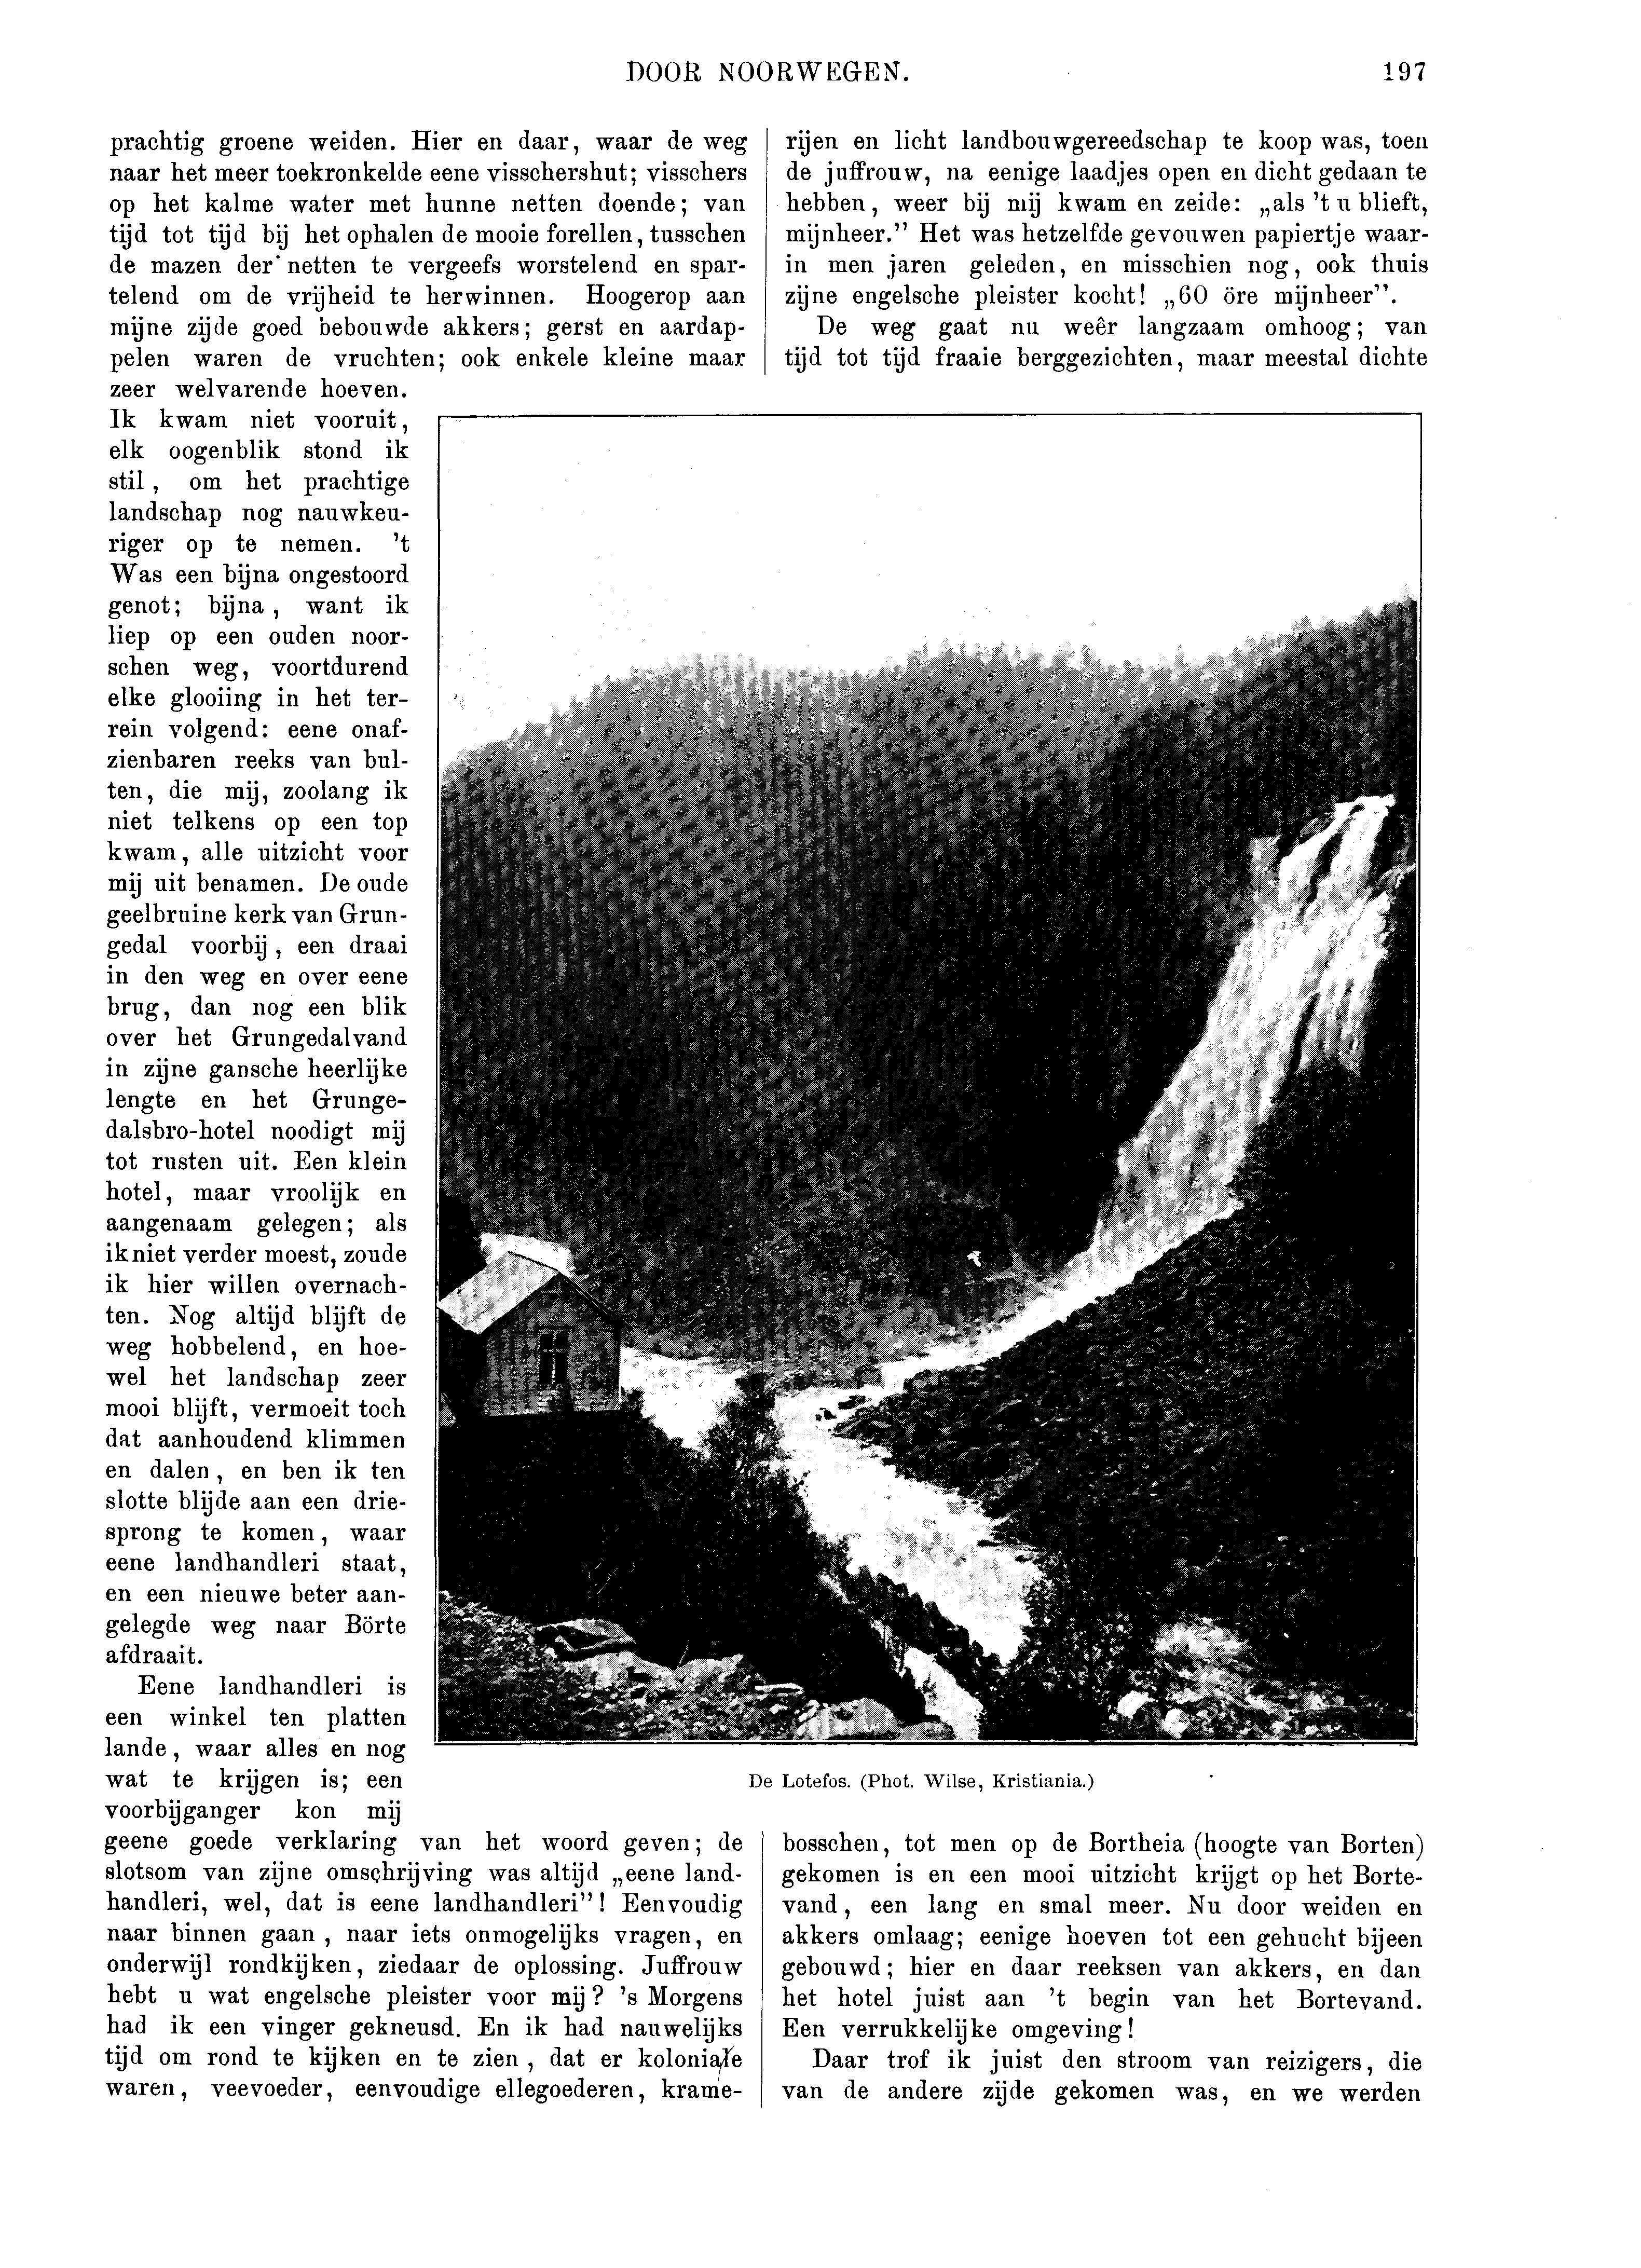 DOOR NOORWEGEN.
197
prachtig groene weiden. Hier en daar, waar de weg
naar het meer toekronkelde eene visschershut; visschers
op het kalme water met hunne netten doende; van
tijd tot tijd bij het ophalen de mooie forellen, tusschen
de mazen der netten te vergeefs worstelend en spar-
telend om de vrijheid te herwinnen. Hoogerop aan
mijne zijde goed bebouwde akkers; gerst en aardap-
pelen waren de vruchten; ook enkele kleine maar
zeer welvarende hoeven.
Ik kwam niet vooruit,
elk oogenblik stond ik
stil, om het prachtige
landschap nog nauwkeu-
riger op te nemen. 't
Was een bijna ongestoord
genot; bijna, want ik
liep op een ouden noor-
schen weg, voortdurend
elke glooiing in het ter-
rein volgend: eene onaf-
zienbaren reeks van bul-
ten, die mij, zoolang ik
niet telkens op een top
kwam, alle uitzicht voor
mij uit benamen. De oude
geelbruine kerk van Grun-
gedal voorbij, een draai
in den weg en over eene
brug, dan nog een blik
over het Grungedalvand
in zijne gansche heerlijke
lengte en het Grunge-
dalsbro-hotel noodigt mij
tot rusten uit. Een klein
hotel, maar vroolijk en
aangenaam gelegen; als
ik niet verder moest, zoude
ik hier willen overnach-
ten. Nog altijd blijft de
weg hobbelend, en hoe-
wel het landschap zeer
mooi blijft, vermoeit toch
dat aanhoudend klimmen
en dalen, en ben ik ten
slotte blijde aan een drie-
sprong te komen, waar
eene landhandleri staat,
en een nieuwe beter aan-
gelegde weg naar Börte
afdraait.
Eene landhandleri is
een winkel ten platten
lande, waar alles en nog
wat te krijgen is; een
voorbijganger kon mij
geene goede verklaring van het woord geven; de
slotsom van zijne omschrijving was altijd „eene land-
handleri, wel, dat is eene landhandleri"! Eenvoudig
naar binnen gaan, naar iets onmogelijks vragen, en
onderwijl rondkijken, ziedaar de oplossing. Juffrouw
hebt u wat engelsche pleister voor mij? 's Morgens
had ik een vinger gekneusd. En ik had nauwelijks
tijd om rond te kijken en te zien, dat er koloniale
waren, veevoeder, eenvoudige ellegoederen, krame-
rijen en licht landbouwgereedschap te koop was, toen
de juffrouw, na eenige laadjes open en dicht gedaan te
hebben, weer bij mij kwam en zeide: „als 't u blieft,
mijnheer." Het was hetzelfde gevouwen papiertje waar-
in men jaren geleden, en misschien nog, ook thuis
zijne engelsche pleister kocht! „60 öre mijnheer".
De weg gaat nu weêr langzaam omhoog; van
tijd tot tijd fraaie berggezichten, maar meestal dichte
De Lotefos. (Phot. Wilse, Kristiania.)
bosschen, tot men op de Bortheia (hoogte van Borten)
gekomen is en een mooi uitzicht krijgt op het Borte-
vand, een lang en smal meer. Nu door weiden en
akkers omlaag; eenige hoeven tot een gehucht bijeen
gebouwd; hier en daar reeksen van akkers, en dan
het hotel juist aan 't begin van het Bortevand.
Een verrukkelijke omgeving!
Daar trof ik juist den stroom van reizigers, die
van de andere zijde gekomen was, en we werden